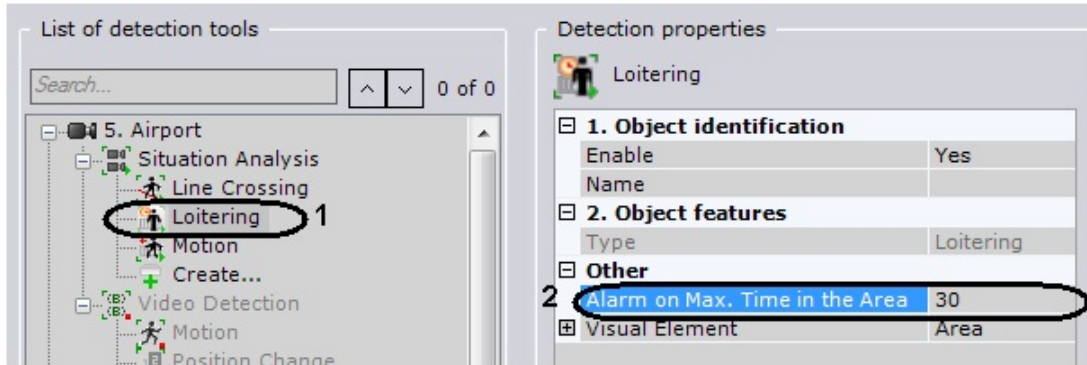 List of detection tools
Search...
0 of 0
5. Airport
Situation Analysis
Line Crossing
Loitering 1
Motion
Create...
Video Detection
Motion
Position Change
Detection properties
Loitering
1. Object identification
Enable Yes
Name
2. Object features
Type Loitering
Other
2 Alarm on Max. Time in the Area 30
Visual Element Area